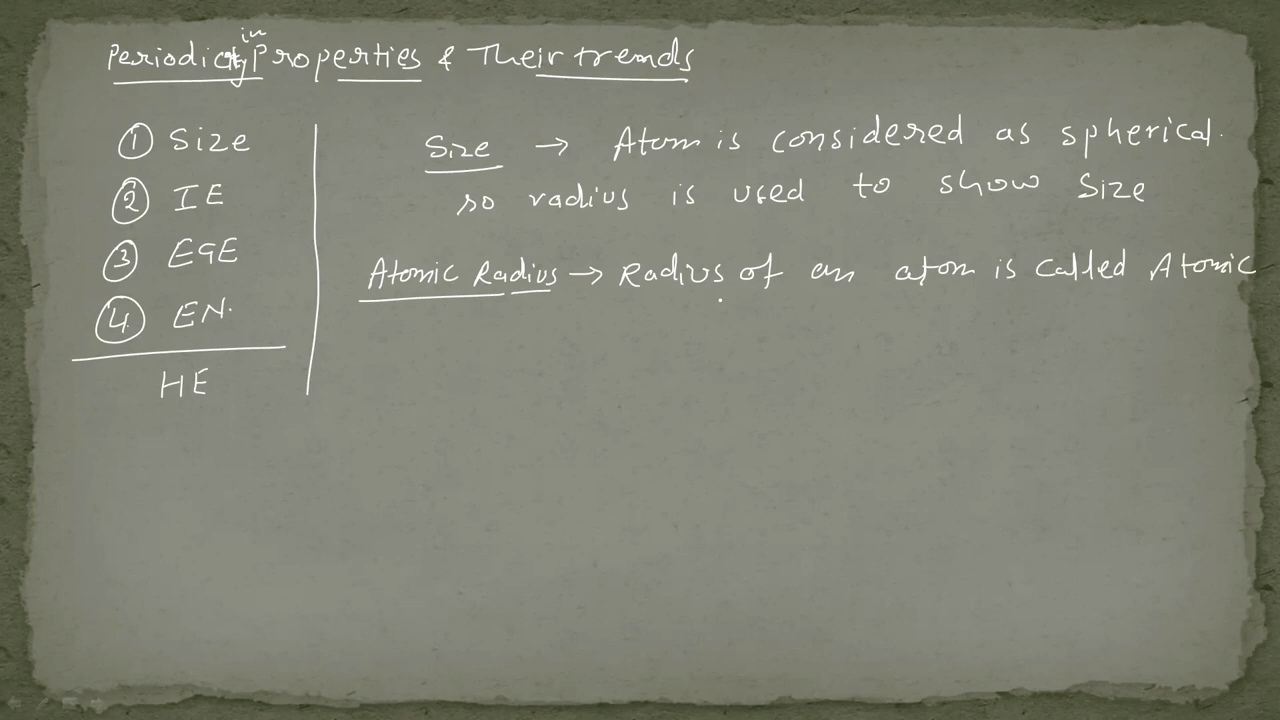 Periodicity in Properties & Their trends
① Size
② IE
③ EGE
④ EN.
HE
Size → Atom is considered as spherical.
so radius is used to show Size
Atomic Radius → Radius of an atom is called Atomic